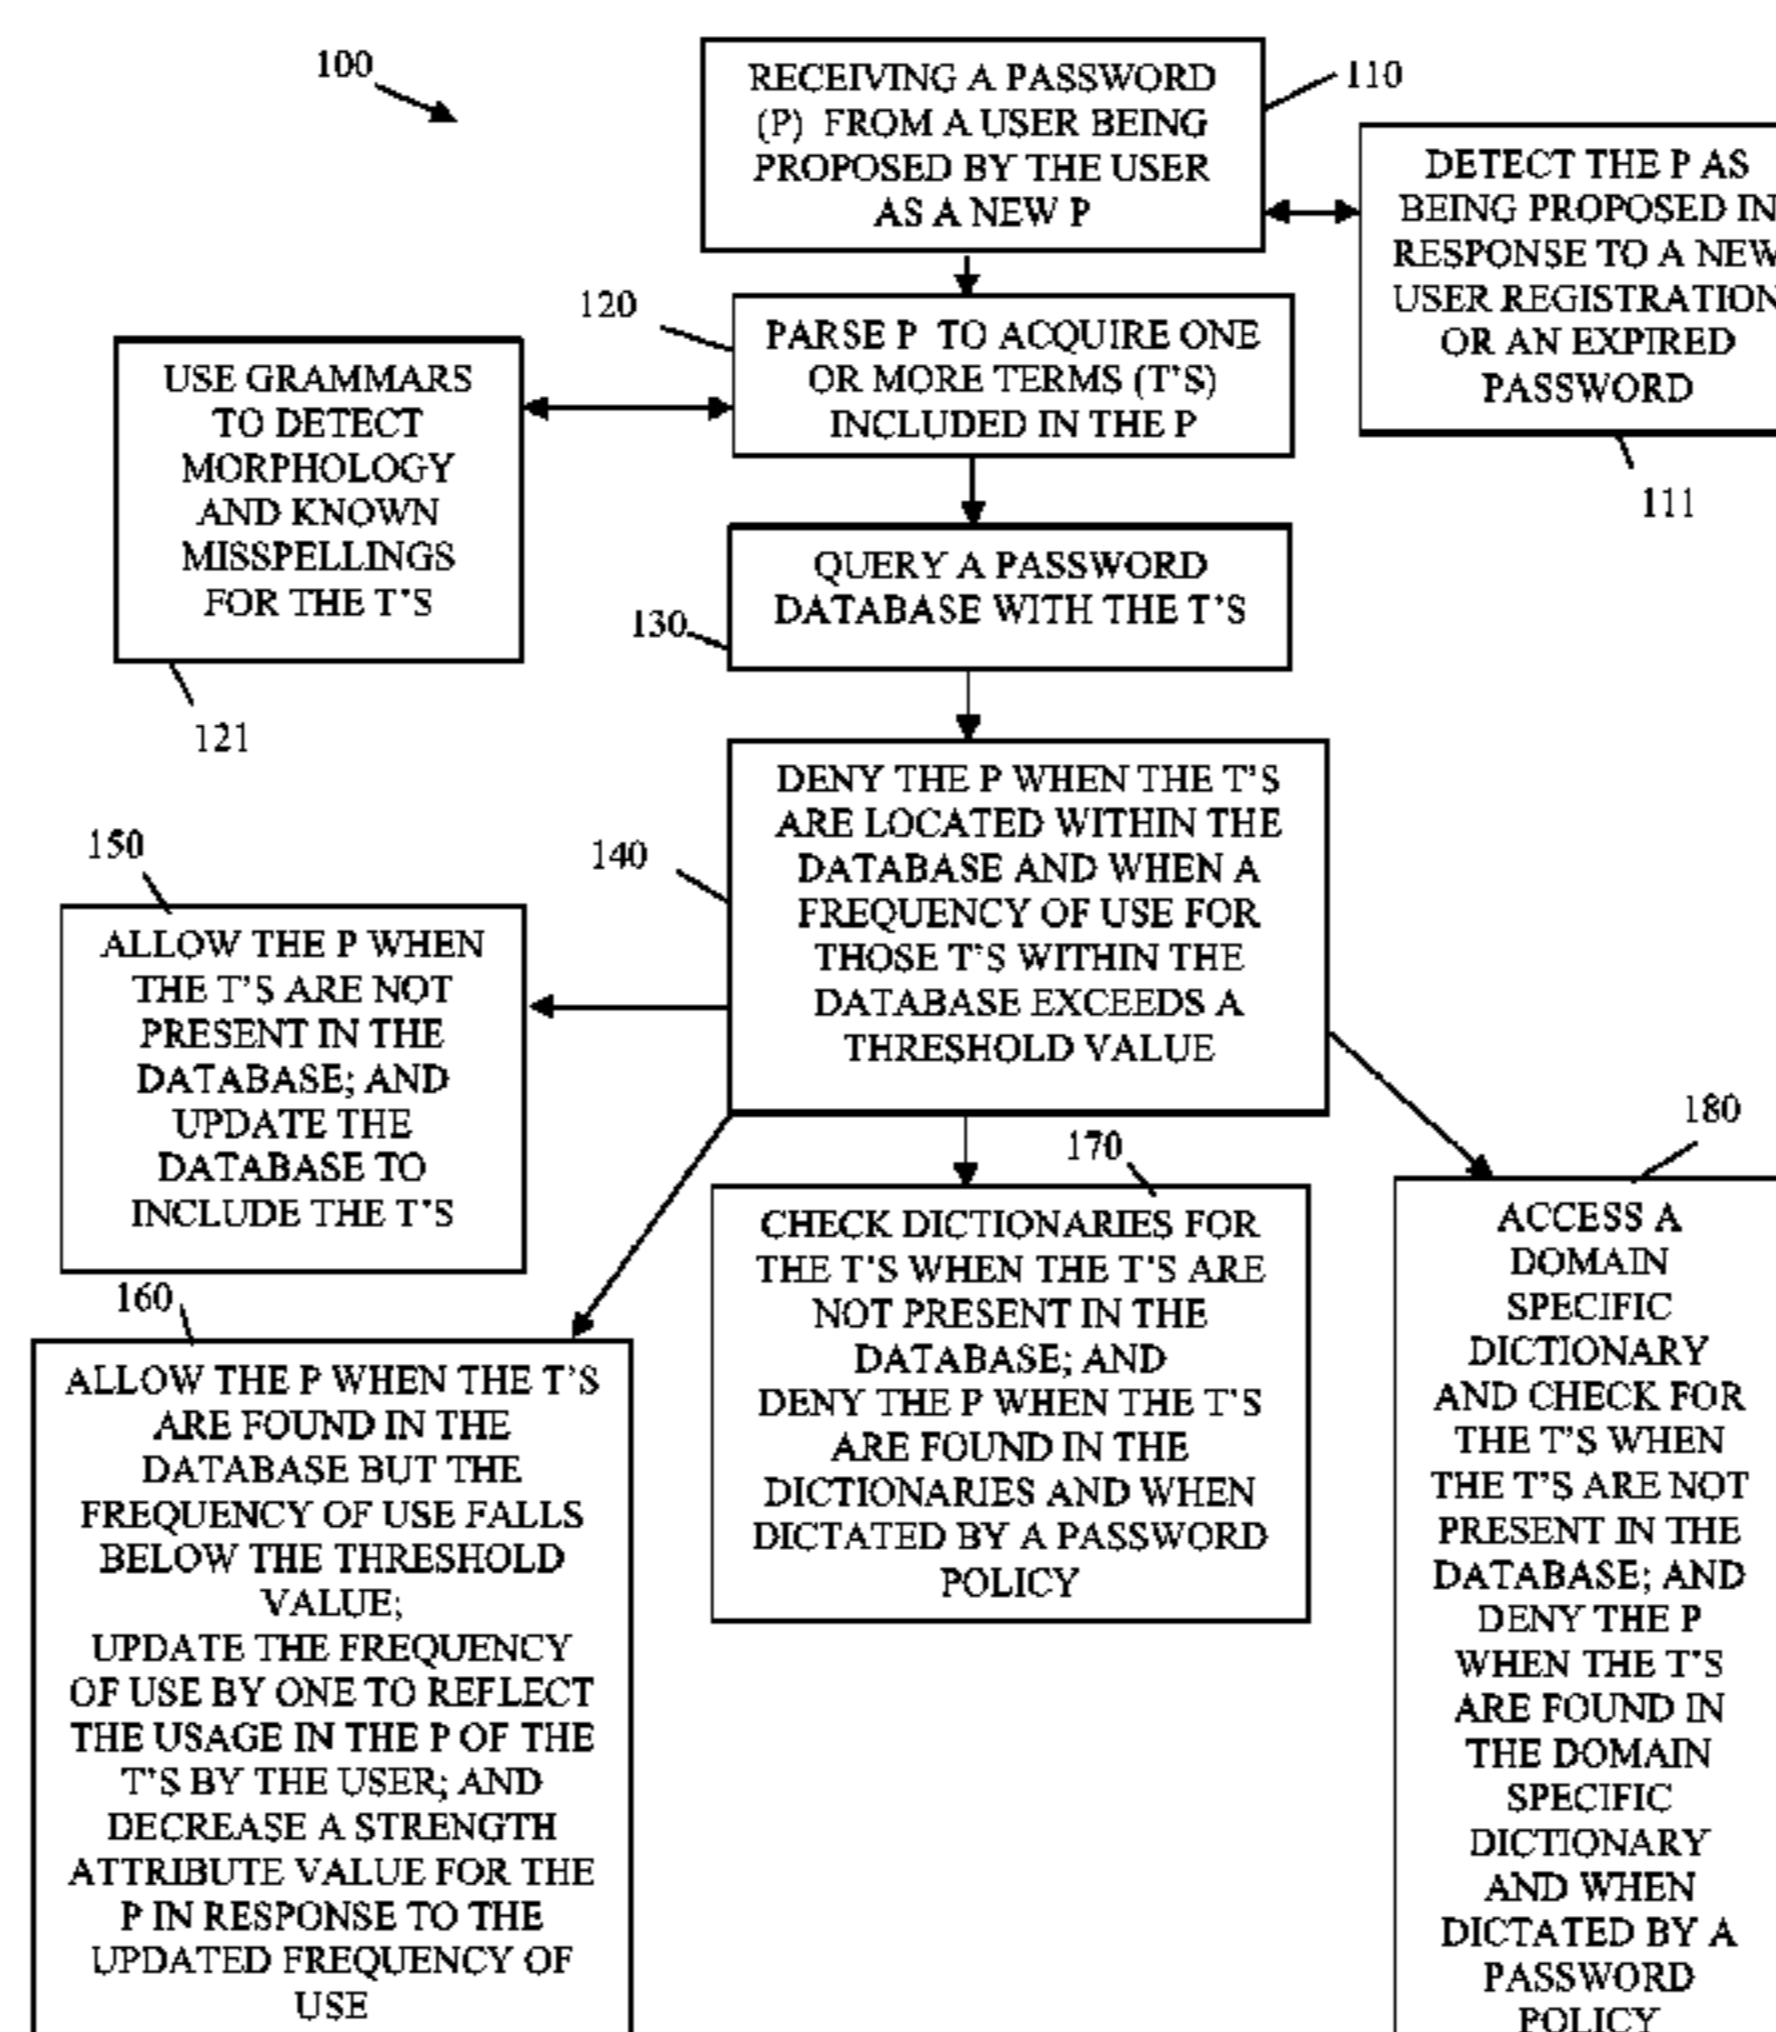 100
RECEIVING A PASSWORD
(P) FROM A USER BEING
PROPOSED BY THE USER
AS A NEW P
110
DETECT THE P AS
BEING PROPOSED IN
RESPONSE TO A NEW
USER REGISTRATION
OR AN EXPIRED
PASSWORD
111
120
PARSE P TO ACQUIRE ONE
OR MORE TERMS (T'S)
INCLUDED IN THE P
USE GRAMMARS
TO DETECT
MORPHOLOGY
AND KNOWN
MISSPELLINGS
FOR THE T'S
121
130
QUERY A PASSWORD
DATABASE WITH THE T'S
140
DENY THE P WHEN THE T'S
ARE LOCATED WITHIN THE
DATABASE AND WHEN A
FREQUENCY OF USE FOR
THOSE T'S WITHIN THE
DATABASE EXCEEDS A
THRESHOLD VALUE
150
ALLOW THE P WHEN
THE T'S ARE NOT
PRESENT IN THE
DATABASE; AND
UPDATE THE
DATABASE TO
INCLUDE THE T'S
160
ALLOW THE P WHEN THE T'S
ARE FOUND IN THE
DATABASE BUT THE
FREQUENCY OF USE FALLS
BELOW THE THRESHOLD
VALUE;
UPDATE THE FREQUENCY
OF USE BY ONE TO REFLECT
THE USAGE IN THE P OF THE
T'S BY THE USER; AND
DECREASE A STRENGTH
ATTRIBUTE VALUE FOR THE
P IN RESPONSE TO THE
UPDATED FREQUENCY OF
USE
170
CHECK DICTIONARIES FOR
THE T'S WHEN THE T'S ARE
NOT PRESENT IN THE
DATABASE; AND
DENY THE P WHEN THE T'S
ARE FOUND IN THE
DICTIONARIES AND WHEN
DICTATED BY A PASSWORD
POLICY
180
ACCESS A
DOMAIN
SPECIFIC
DICTIONARY
AND CHECK FOR
THE T'S WHEN
THE T'S ARE NOT
PRESENT IN THE
DATABASE; AND
DENY THE P
WHEN THE T'S
ARE FOUND IN
THE DOMAIN
SPECIFIC
DICTIONARY
AND WHEN
DICTATED BY A
PASSWORD
POLICY